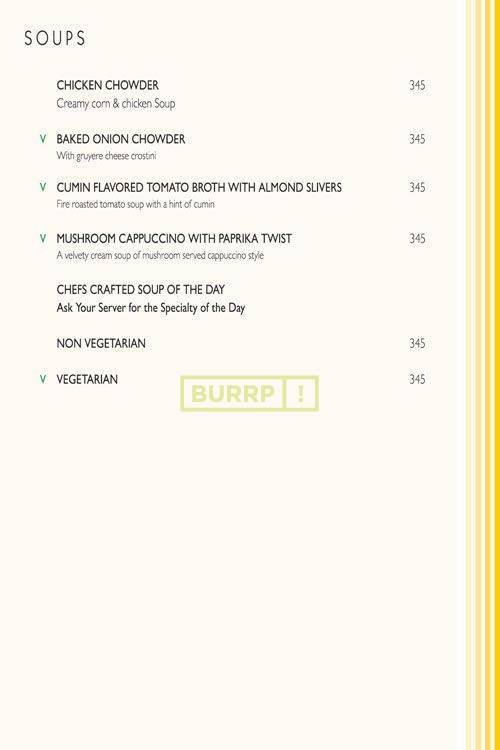 SOUPS
CHICKEN CHOWDER 345
Creamy corn & chicken Soup
V BAKED ONION CHOWDER 345
With gruyere cheese crostini
V CUMIN FLAVORED TOMATO BROTH WITH ALMOND SLIVERS 345
Fire roasted tomato soup with a hint of cumin
V MUSHROOM CAPPUCCINO WITH PAPRIKA TWIST 345
A velvety cream soup of mushroom served cappuccino style
CHEFS CRAFTED SOUP OF THE DAY
Ask Your Server for the Specialty of the Day
NON VEGETARIAN 345
V VEGETARIAN 345
BURRP !